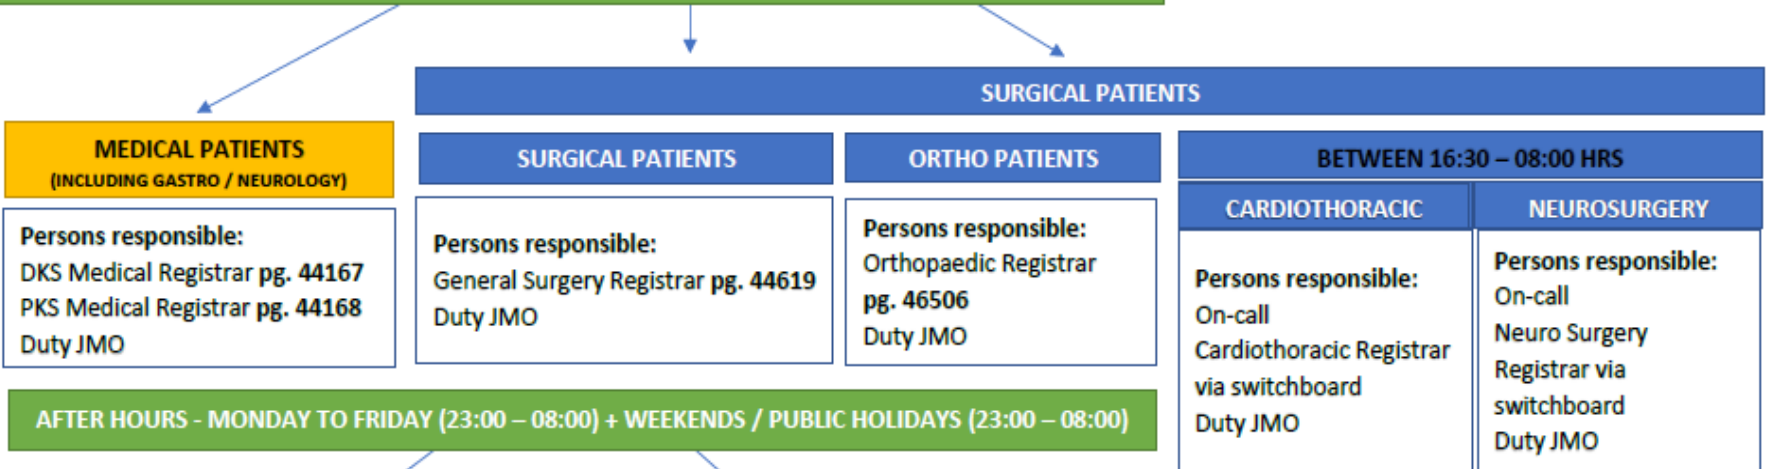 SURGICAL PATIENTS
MEDICAL PATIENTS
(INCLUDING GASTRO / NEUROLOGY)
Persons responsible:
DKS Medical Registrar pg. 44167
PKS Medical Registrar pg. 44168
Duty JMO
SURGICAL PATIENTS
Persons responsible:
General Surgery Registrar pg. 44619
Duty JMO
ORTHO PATIENTS
Persons responsible:
Orthopaedic Registrar
pg. 46506
Duty JMO
BETWEEN 16:30 – 08:00 HRS
CARDIOTHORACIC
Persons responsible:
On-call
Cardiothoracic Registrar
via switchboard
Duty JMO
NEUROSURGERY
Persons responsible:
On-call
Neuro Surgery
Registrar via
switchboard
Duty JMO
AFTER HOURS - MONDAY TO FRIDAY (23:00 – 08:00) + WEEKENDS / PUBLIC HOLIDAYS (23:00 – 08:00)